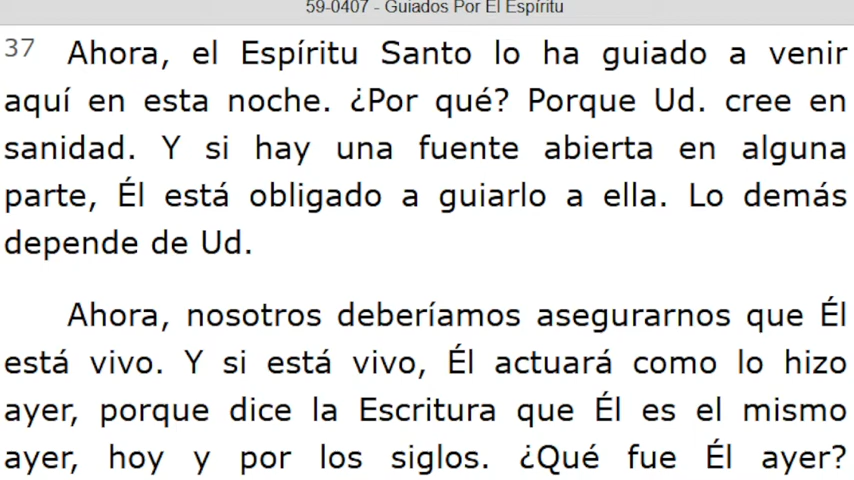 59-0407 - Guiados Por El Espíritu
37 Ahora, el Espíritu Santo lo ha guiado a venir
aquí en esta noche. ¿Por qué? Porque Ud. cree en
sanidad. Y si hay una fuente abierta en alguna
parte, Él está obligado a guiarlo a ella. Lo demás
depende de Ud.
Ahora, nosotros deberíamos asegurarnos que Él
está vivo. Y si está vivo, Él actuará como lo hizo
ayer, porque dice la Escritura que Él es el mismo
ayer, hoy y por los siglos. ¿Qué fue Él ayer?